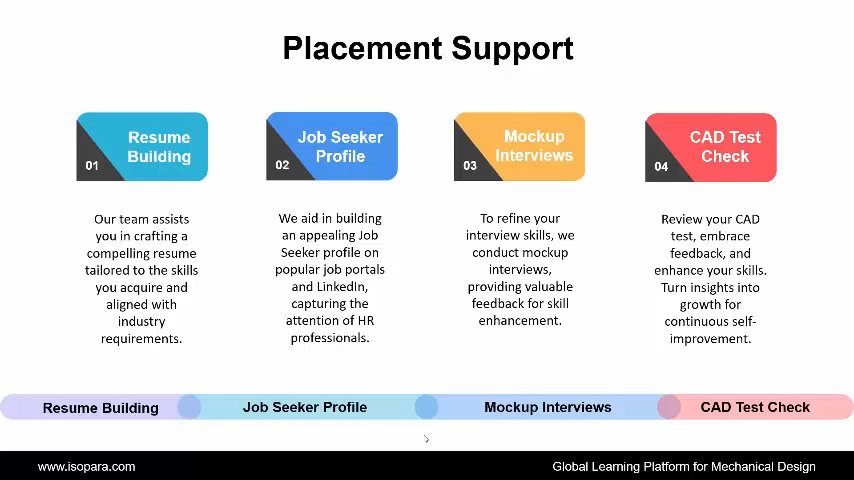 Placement Support
Resume
Building
01
Job Seeker
Profile
02
Mockup
Interviews
03
CAD Test
Check
04
Our team assists
you in crafting a
compelling resume
tailored to the skills
you acquire and
aligned with
industry
requirements.
We aid in building
an appealing Job
Seeker profile on
popular job portals
and LinkedIn,
capturing the
attention of HR
professionals.
To refine your
interview skills, we
conduct mockup
interviews,
providing valuable
feedback for skill
enhancement.
Review your CAD
test, embrace
feedback, and
enhance your skills.
Turn insights into
growth for
continuous self-
improvement.
Resume Building
Job Seeker Profile
Mockup Interviews
CAD Test Check
www.isopara.com
Global Learning Platform for Mechanical Design